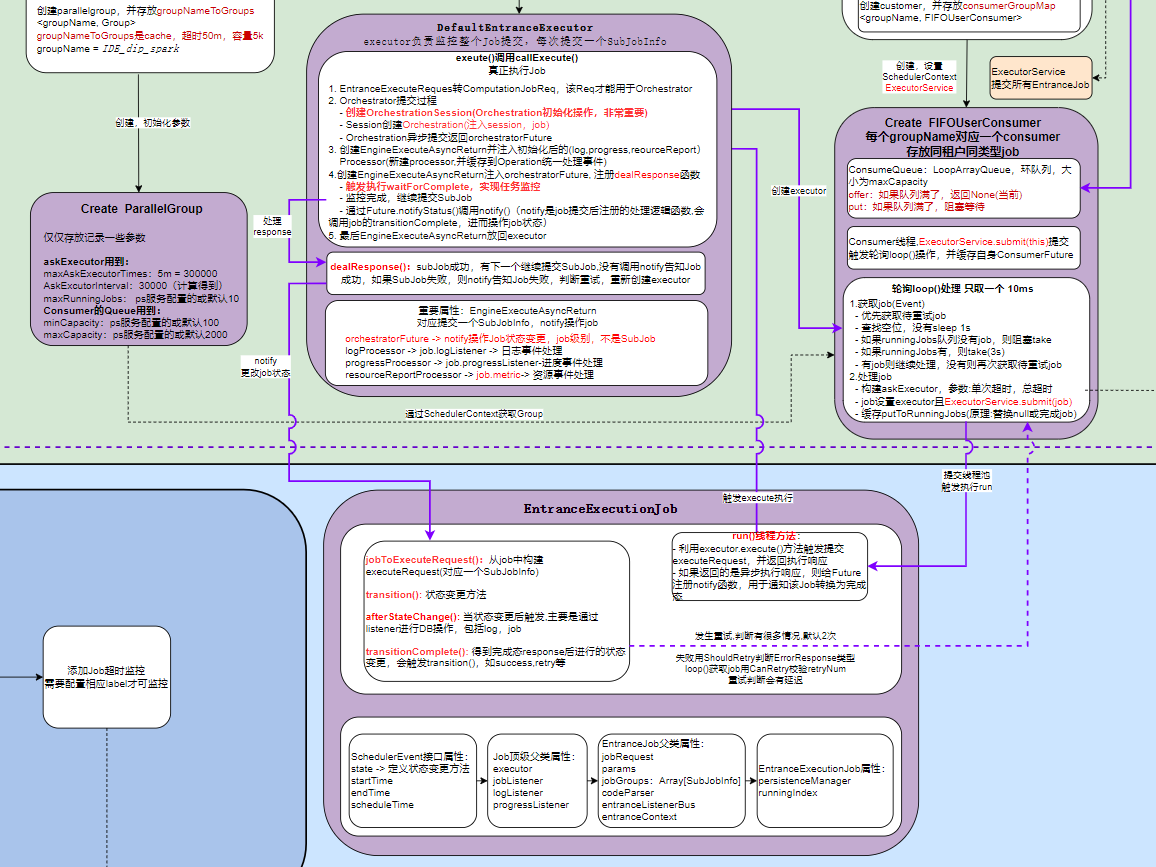 创建parallelgroup，并存放groupNameToGroups
<groupName, Group>
groupNameToGroups是cache，超时50m，容量5k
groupName = IDE_dip_spark
创建，初始化参数
Create ParallelGroup
仅仅存放记录一些参数
askExecutor用到：
maxAskExecutorTimes：5m = 300000
AskExcutorInterval：30000（计算得到）
maxRunningJobs： ps服务配置的或默认10
Consumer的Queue用到：
minCapacity：ps服务配置的或默认100
maxCapacity：ps服务配置的或默认2000
DefaultEntranceExecutor
executor负责监控整个Job提交，每次提交一个SubJobInfo
exeute()调用callExecute()
真正执行Job
1. EntranceExecuteReques转ComputationJobReq，该Req才能用于Orchestrator
2. Orchestrator提交过程
- 创建OrchestrationSession(Orchestration初始化操作，非常重要)
- Session创建Orchestration(注入session，job)
- Orchestration异步提交返回orchestratorFuture
3. 创建EngineExecuteAsyncReturn并注入初始化后的(log,progress,reourceReport）
Processor(新建processor,并缓存到Operation统一处理事件)
4.创建EngineExecuteAsyncReturn注入orchestratorFuture, 注册dealResponse函数
- 触发执行waitForComplete，实现任务监控
- 监控完成，继续提交SubJob
- 通过Future.notifyStatus()调用notify()（notify是job提交后注册的处理逻辑函数,会
调用job的transitionComplete，进而操作job状态）
5. 最后EngineExecuteAsyncReturn放回executor
处理
response
dealResponse()：subJob成功，有下一个继续提交SubJob,没有调用notify告知Job
成功，如果SubJob失败，则notify告知Job失败，判断重试，重新创建executor
重要属性：EngineExecuteAsyncReturn
对应提交一个SubJobInfo，notify操作job
orchestratorFuture -> notify操作Job状态变更，job级别，不是SubJob
logProcessor -> job.logListener -> 日志事件处理
progressProcessor -> job.progressListener-进度事件处理
resourceReportProcessor -> job.metric-> 资源事件处理
notify
更改job状态
通过SchedulerContext获取Group
创建executor
创建customer，并存放consumerGroupMap
<groupName, FIFOUserConsumer>
创建，设置
SchedulerContext
ExecutorService
ExecutorService
提交所有EntranceJob
Create FIFOUserConsumer
每个groupName对应一个consumer
存放同租户同类型job
ConsumeQueue：LoopArrayQueue，环队列，大
小为maxCapacity
offer：如果队列满了，返回None(当前)
put：如果队列满了，阻塞等待
Consumer线程,ExecutorService.submit(this)提交
触发轮询loop()操作，并缓存自身ConsumerFuture
轮询loop()处理 只取一个 10ms
1.获取job(Event)
- 优先获取待重试job
- 查找空位，没有sleep 1s
- 如果runningJobs队列没有job，则阻塞take
- 如果runningJobs有，则take(3s)
- 有job则继续处理，没有则再次获取待重试job
2.处理job
- 构建askExecutor，参数:单次超时，总超时
- job设置executor且ExecutorService.submit(job)
- 缓存putToRunningJobs(原理:替换null或完成job)
提交线程池
触发执行run
触发execute执行
EntranceExecutionJob
jobToExecuteRequest()：从job中构建
executeRequest(对应一个SubJobInfo)
transition(): 状态变更方法
afterStateChange(): 当状态变更后触发,主要是通过
listener进行DB操作，包括log，job
transitionComplete(): 得到完成态response后进行的状态
变更，会触发transition()，如success,retry等
run()线程方法：
- 利用executor.execute()方法触发提交
executeRequest，并返回执行响应
- 如果返回的是异步执行响应，则给Future
注册notify函数，用于通知该Job转换为完成
态
发生重试,判断有很多情况,默认2次
失败用ShouldRetry判断ErrorResponse类型
loop()获取job用CanRetry校验retryNum
重试判断会有延迟
添加Job超时监控
需要配置相应label才可监控
SchedulerEvent接口属性：
state -> 定义状态变更方法
startTime
endTime
scheduleTime
Job顶级父类属性：
executor
jobListener
logListener
progressListener
EntranceJob父类属性：
jobRequest
params
jobGroups：Array[SubJobInfo]
codeParser
entranceListenerBus
entranceContext
EntranceExecutionJob属性：
persistenceManager
runningIndex